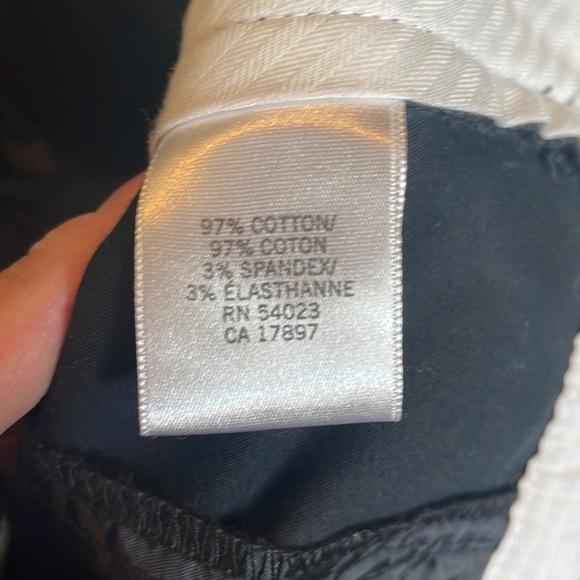 97% COTTON/
97% COTON
3% SPANDEX/
3% ÉLASTHANNE
RN 54023
CA 17897